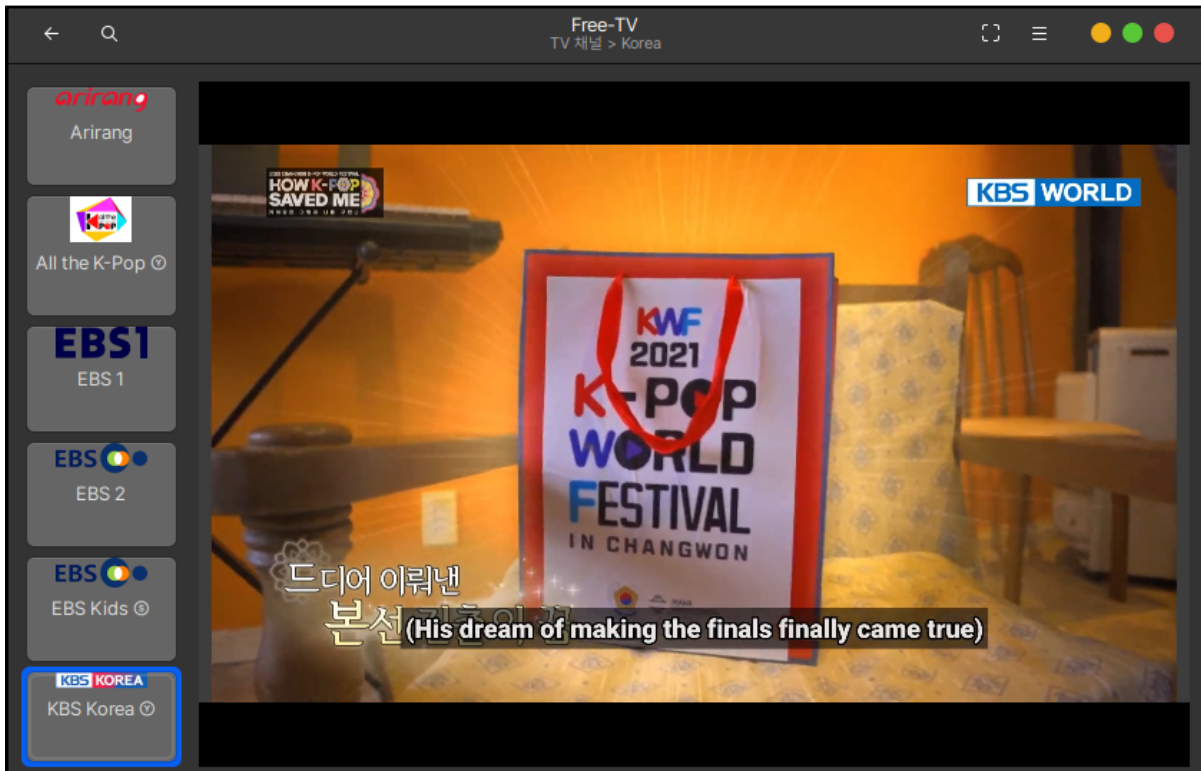 Free-TV
TV 채널 > Korea
arirang
Arirang
K-POP
All the K-Pop Ⓨ
EBS1
EBS 1
EBS
EBS 2
EBS
EBS Kids Ⓢ
KBS KOREA
KBS Korea Ⓨ
HOW K-POP
SAVED ME
KBS WORLD
KWF
2021
K-POP
WORLD
FESTIVAL
IN CHANGWON
드디어 이뤄낸
본선
(His dream of making the finals finally came true)